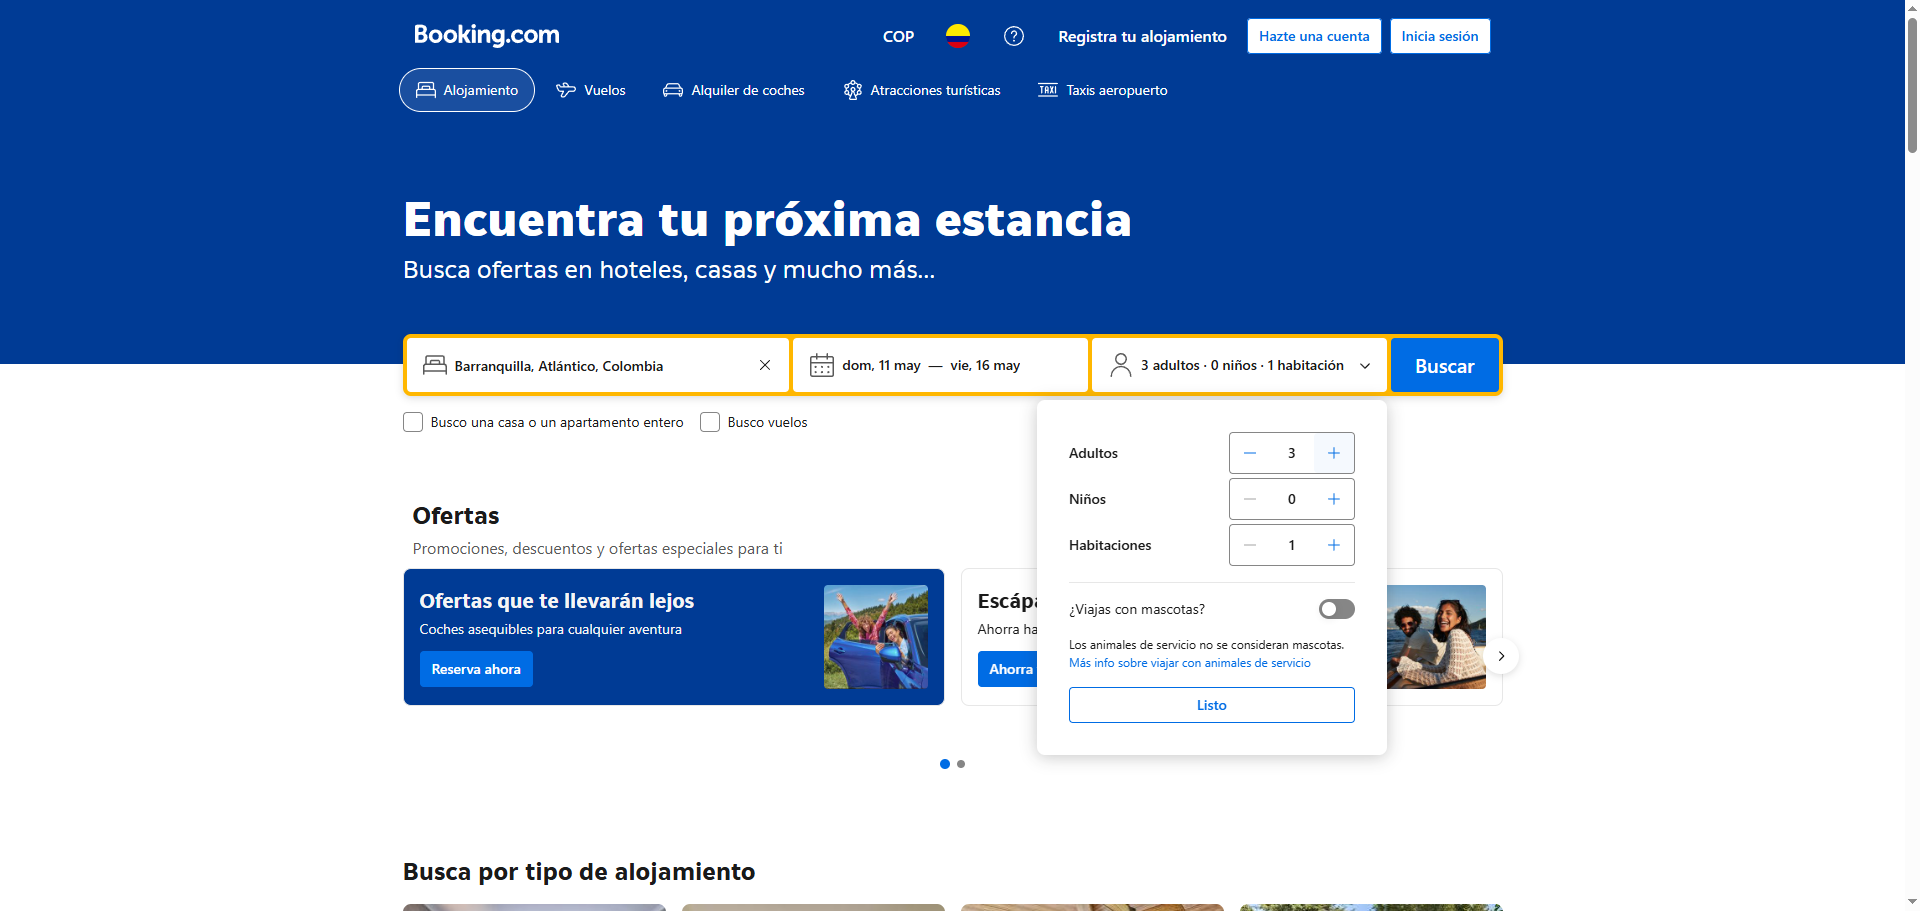 Booking.com
COP
Registra tu alojamiento
Hazte una cuenta
Inicia sesión
Alojamiento
Vuelos
Alquiler de coches
Atracciones turísticas
TAXI
Taxis aeropuerto
Encuentra tu próxima estancia
Busca ofertas en hoteles, casas y mucho más...
Barranquilla, Atlántico, Colombia
dom, 11 may — vie, 16 may
3 adultos · 0 niños · 1 habitación
Buscar
Busco una casa o un apartamento entero
Busco vuelos
Adultos
3
Niños
0
Habitaciones
1
¿Viajas con mascotas?
Los animales de servicio no se consideran mascotas.
Más info sobre viajar con animales de servicio
Listo
Ofertas
Promociones, descuentos y ofertas especiales para ti
Ofertas que te llevarán lejos
Coches asequibles para cualquier aventura
Reserva ahora
Escápa
Ahorra ha
Ahorra
Busca por tipo de alojamiento